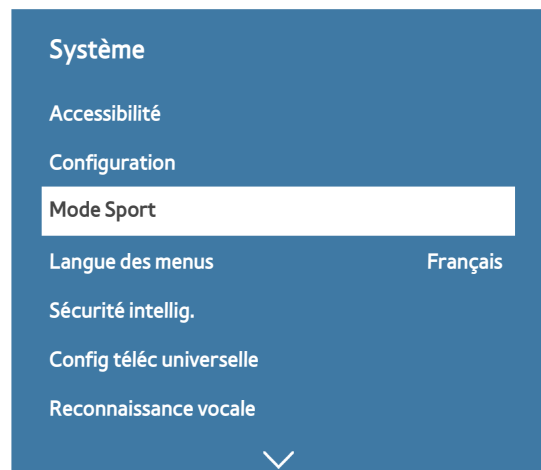 Système
Accessibilité
Configuration
Mode Sport
Langue des menus Français
Sécurité intellig.
Config téléc universelle
Reconnaissance vocale